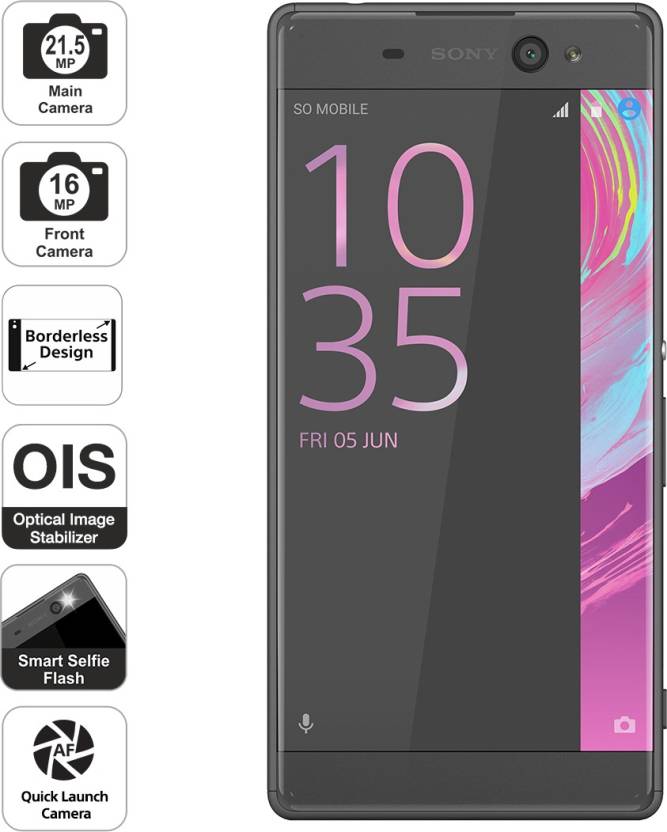 21.5
MP
Main
Camera
16
MP
Front
Camera
Borderless
Design
OIS
Optical Image
Stabilizer
Smart Selfie
Flash
AF
Quick Launch
Camera
SONY
SO MOBILE
10
35
FRI 05 JUN